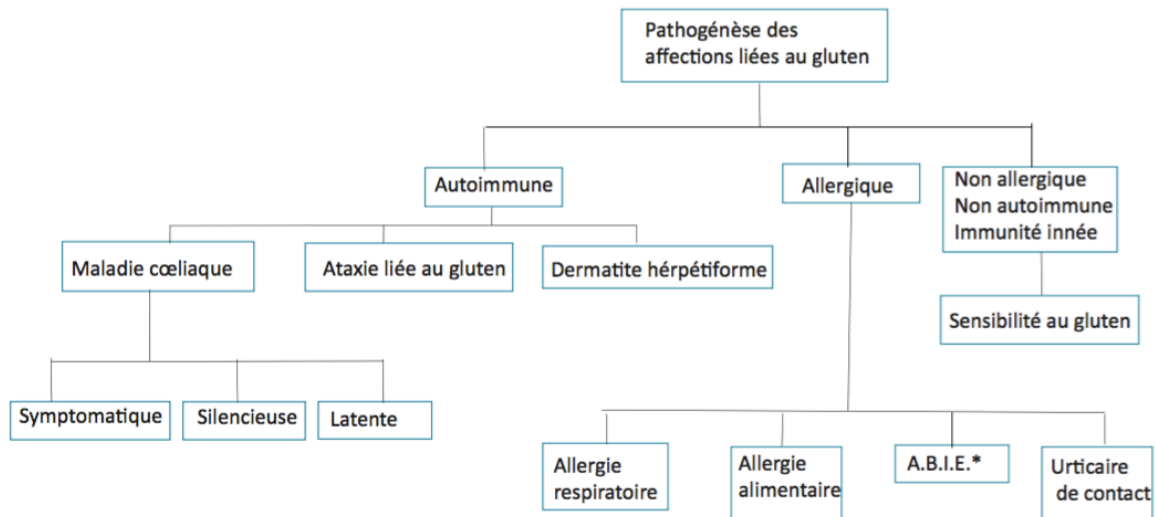 Pathogénèse des
affections liées au gluten
Autoimmune
Allergique
Non allergique
Non autoimmune
Immunité innée
Maladie cœliaque
Ataxie liée au gluten
Dermatite hérpétiforme
Sensibilité au gluten
Symptomatique
Silencieuse
Latente
Allergie
respiratoire
Allergie
alimentaire
A.B.I.E.*
Urticaire
de contact